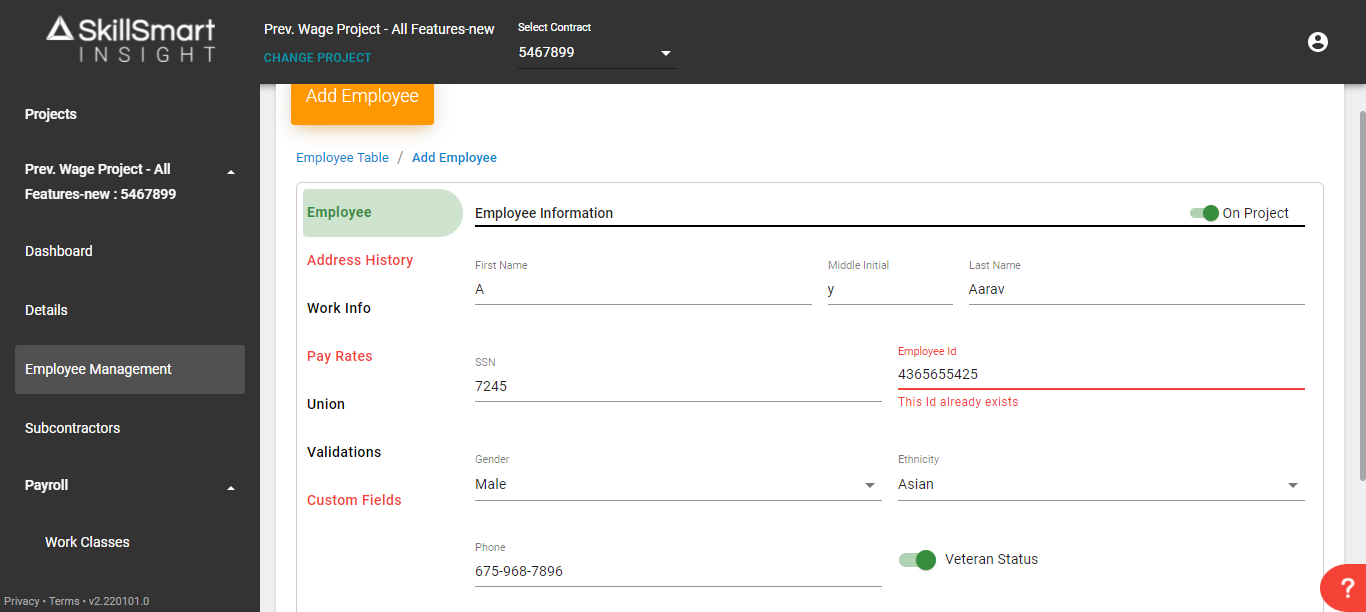 SkillSmart
INSIGHT
Prev. Wage Project - All Features-new
CHANGE PROJECT
Select Contract
5467899
Projects
Prev. Wage Project - All
Features-new : 5467899
Dashboard
Details
Employee Management
Subcontractors
Payroll
Work Classes
Privacy • Terms • v2.220101.0
Add Employee
Employee Table / Add Employee
Employee
Address History
Work Info
Pay Rates
Union
Validations
Custom Fields
Employee Information
On Project
First Name
A
Middle Initial
y
Last Name
Aarav
SSN
7245
Employee Id
4365655425
This Id already exists
Gender
Male
Ethnicity
Asian
Phone
675-968-7896
Veteran Status
?